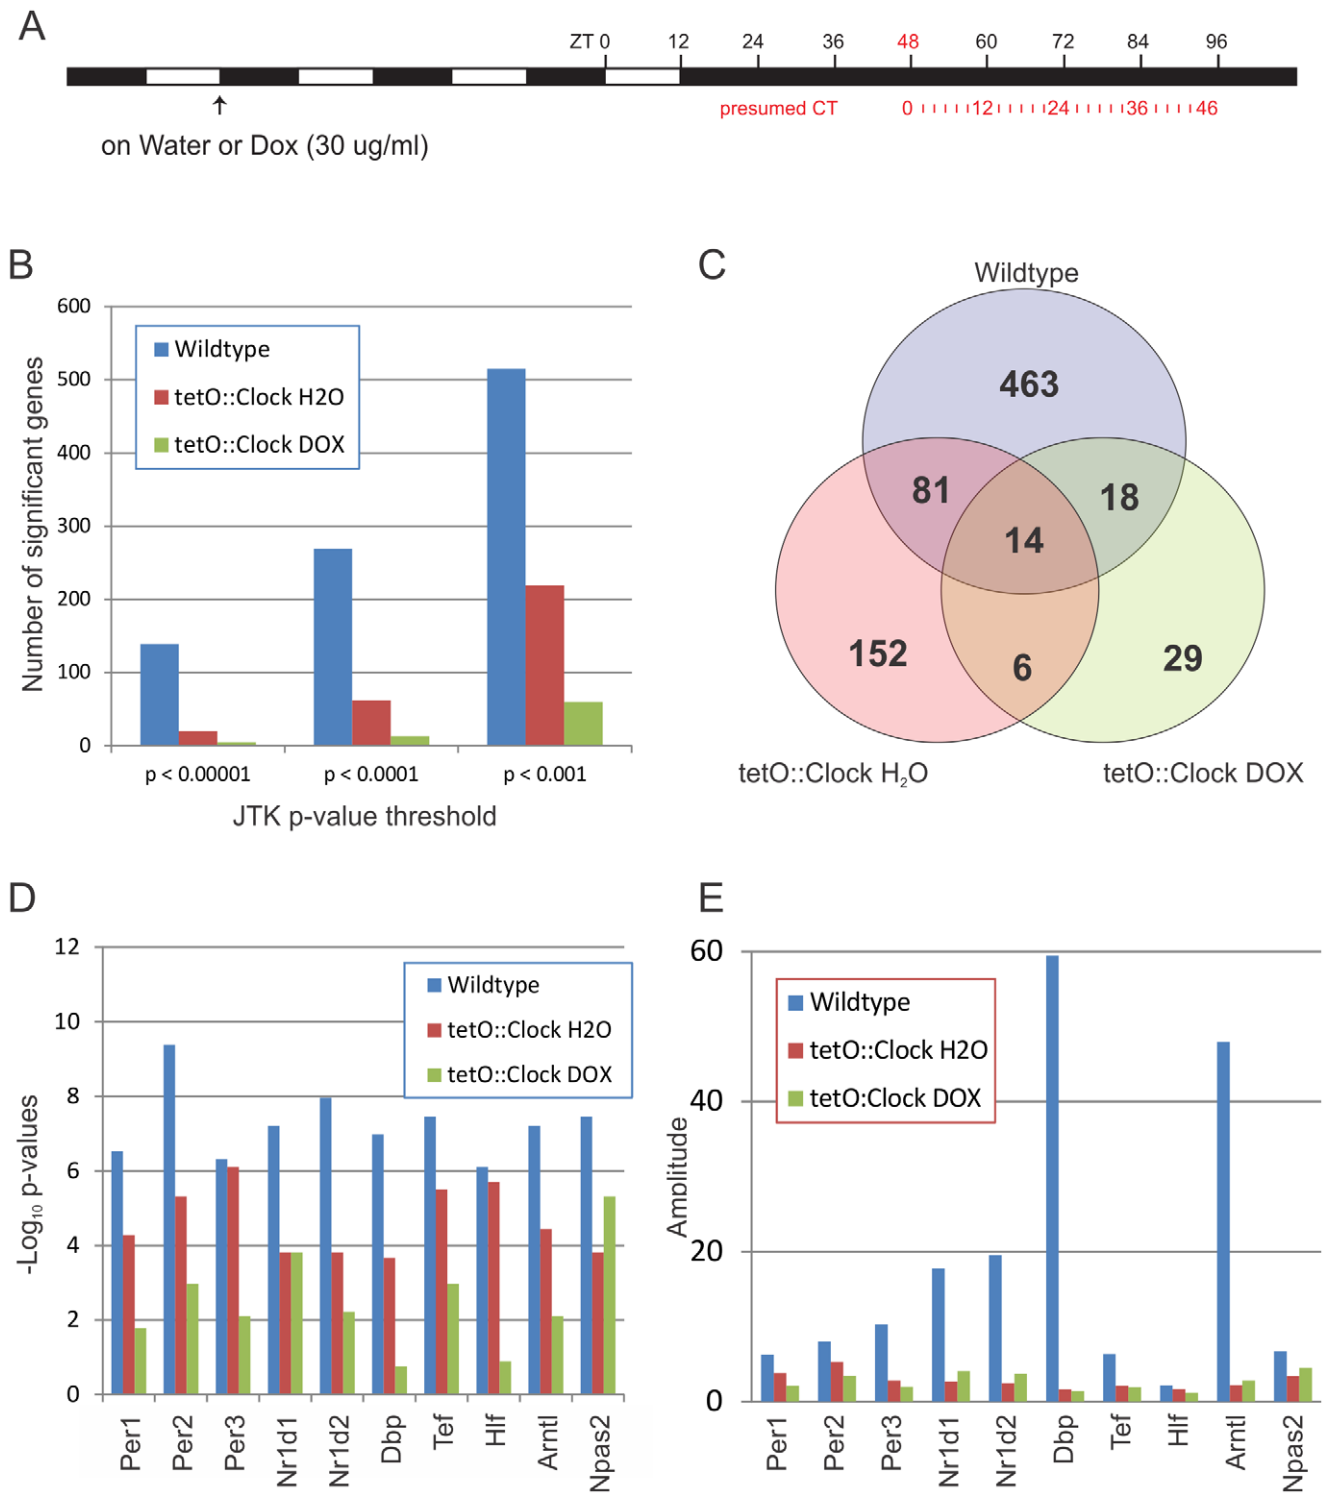 A
ZT 0 12 24 36 48 60 72 84 96
presumed CT 0 12 24 36 46
on Water or Dox (30 ug/ml)
B
Number of significant genes
600
500
400
300
200
100
0
Wildtype
tetO::Clock H2O
tetO::Clock DOX
p < 0.00001 p < 0.0001 p < 0.001
JTK p-value threshold
C
Wildtype
463
81 18
14
152 6 29
tetO::Clock H₂O tetO::Clock DOX
D
-Log₁₀ p-values
12
10
8
6
4
2
0
Wildtype
tetO::Clock H2O
tetO::Clock DOX
Per1 Per2 Per3 Nr1d1 Nr1d2 Dbp Tef Hlf Arntl Npas2
E
Amplitude
60
40
20
0
Wildtype
tetO::Clock H2O
tetO:Clock DOX
Per1 Per2 Per3 Nr1d1 Nr1d2 Dbp Tef Hlf Arntl Npas2